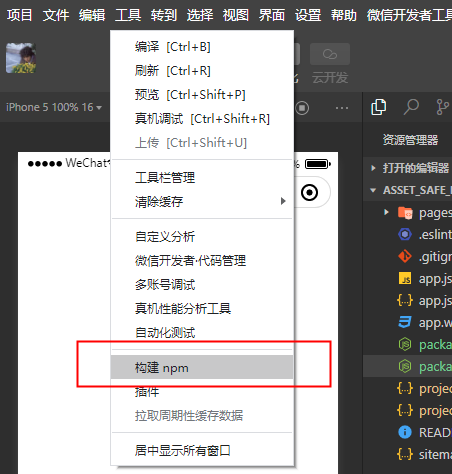 项目 文件 编辑 工具 转到 选择 视图 界面 设置 帮助 微信开发者工具
云开发
iPhone 5 100% 16
资源管理器
打开的编辑器
ASSET_SAFE_
WeChat
%
编译 [Ctrl+B]
刷新 [Ctrl+R]
预览 [Ctrl+Shift+P]
真机调试 [Ctrl+Shift+R]
上传 [Ctrl+Shift+U]
工具栏管理
清除缓存
自定义分析
微信开发者·代码管理
多账号调试
真机性能分析工具
自动化测试
构建 npm
插件
拉取周期性缓存数据
居中显示所有窗口
pages
.eslint
.gitign
JS app.js
{..} app.js
app.w
packa
packa
{..} projec
{..} projec
README
{..} sitema